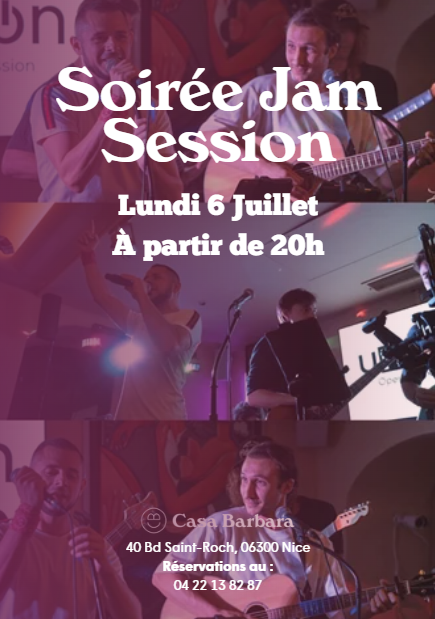 Soirée Jam
Session
Lundi 6 Juillet
À partir de 20h
Casa Barbara
40 Bd Saint-Roch, 06300 Nice
Réservations au :
04 22 13 82 87